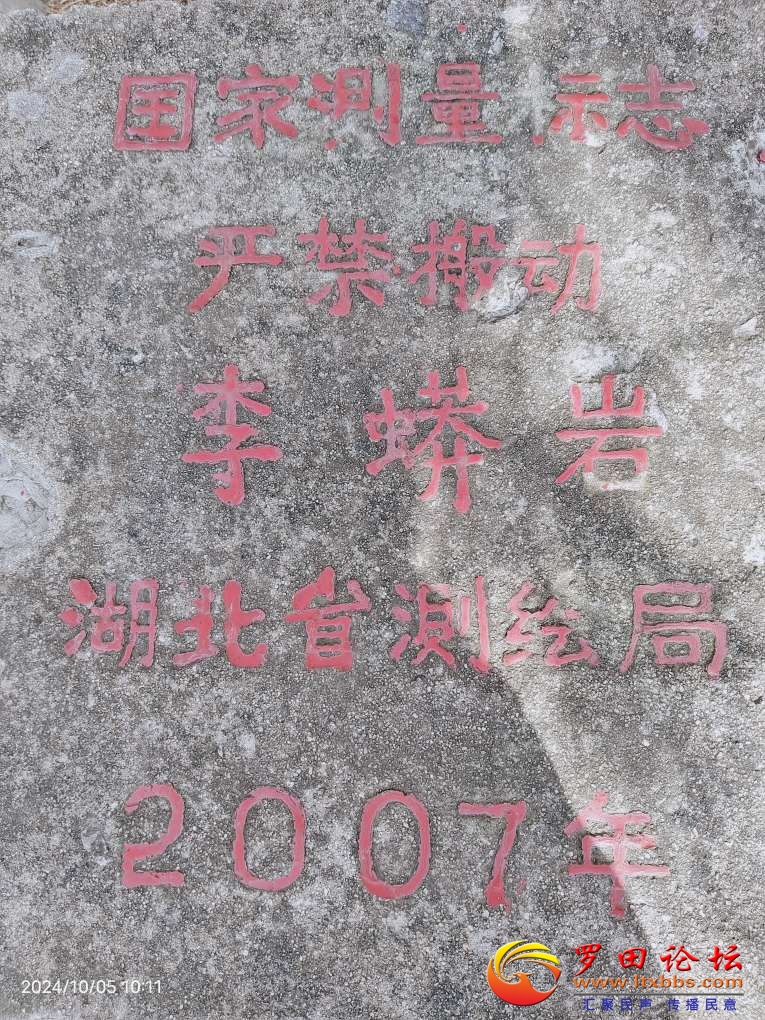 国家测量标志
严禁搬动
李蟒岩
湖北省测绘局
2007年
2024/10/05 10:11
罗田论坛
www.ltxbbs.com
汇聚民声 传播民意